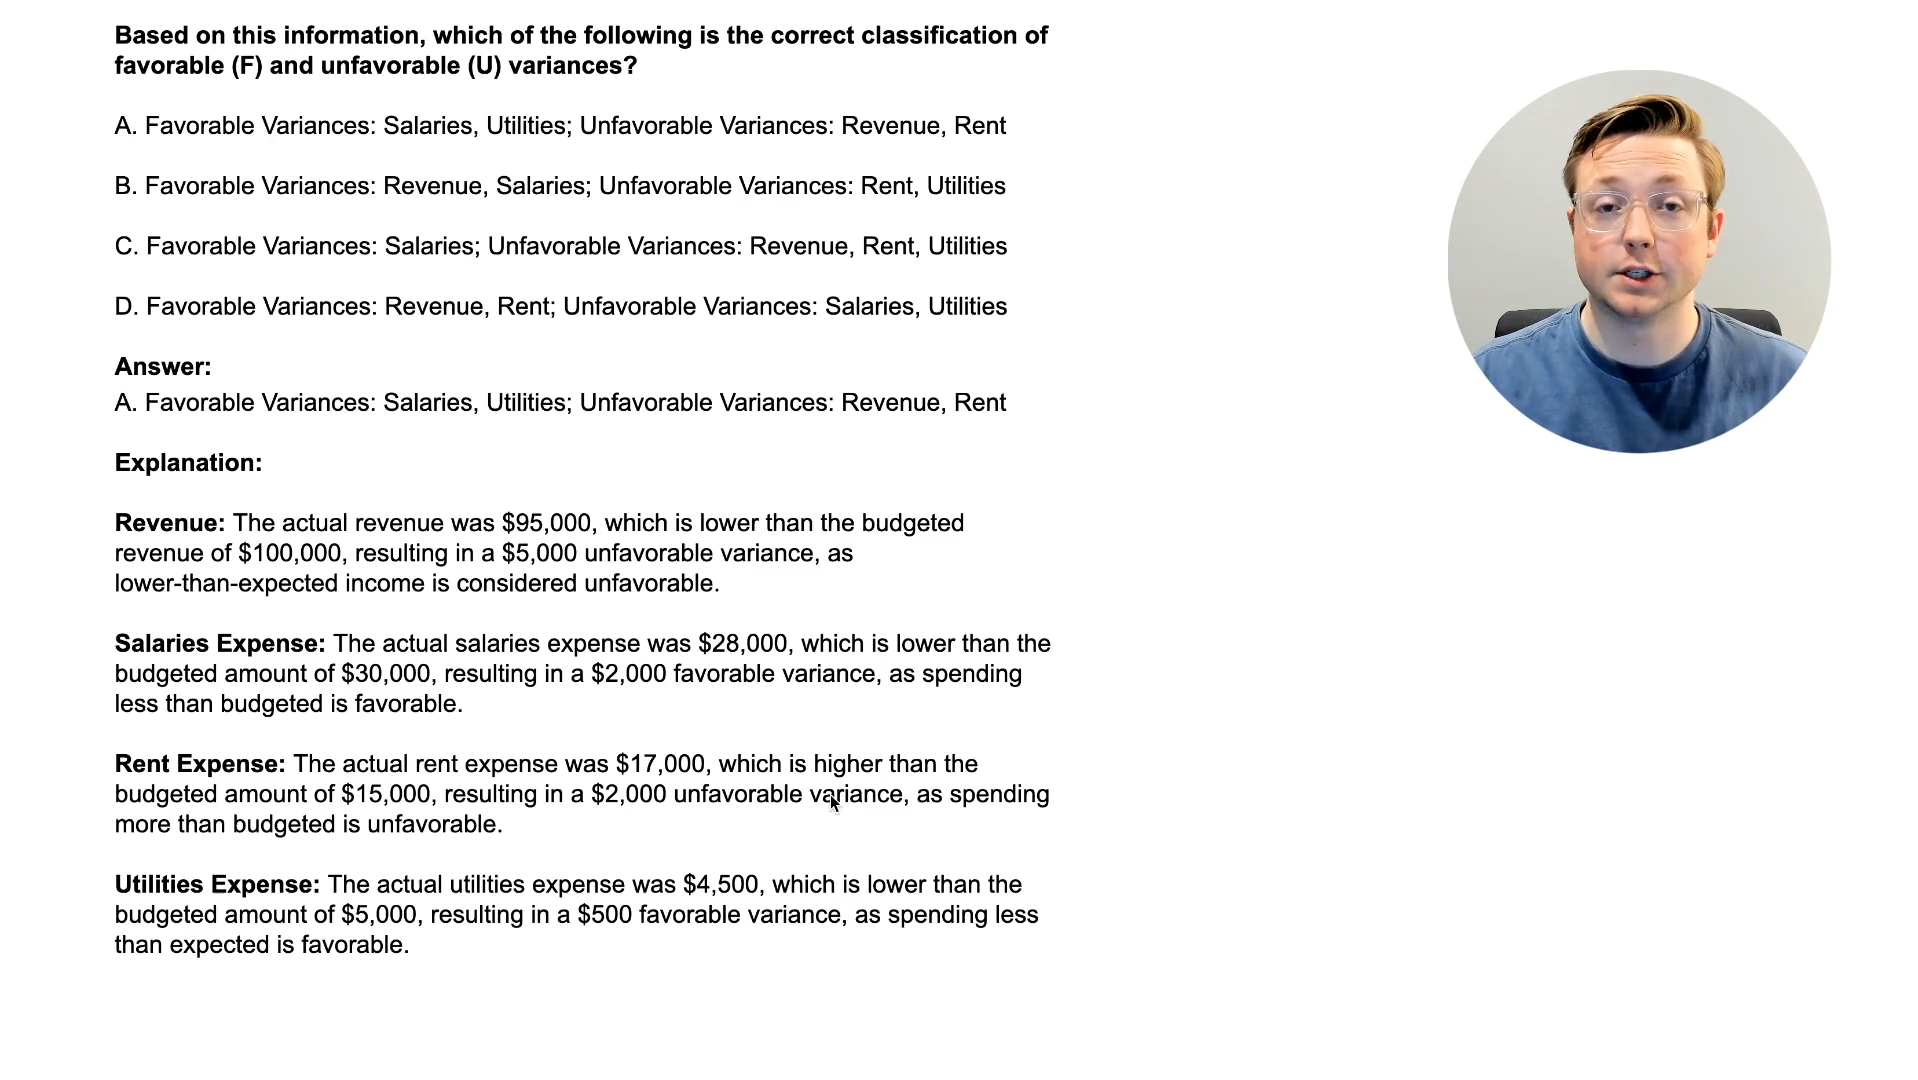 Based on this information, which of the following is the correct classification of
favorable (F) and unfavorable (U) variances?
A. Favorable Variances: Salaries, Utilities; Unfavorable Variances: Revenue, Rent
B. Favorable Variances: Revenue, Salaries; Unfavorable Variances: Rent, Utilities
C. Favorable Variances: Salaries; Unfavorable Variances: Revenue, Rent, Utilities
D. Favorable Variances: Revenue, Rent; Unfavorable Variances: Salaries, Utilities
Answer:
A. Favorable Variances: Salaries, Utilities; Unfavorable Variances: Revenue, Rent
Explanation:
Revenue: The actual revenue was $95,000, which is lower than the budgeted
revenue of $100,000, resulting in a $5,000 unfavorable variance, as
lower-than-expected income is considered unfavorable.
Salaries Expense: The actual salaries expense was $28,000, which is lower than the
budgeted amount of $30,000, resulting in a $2,000 favorable variance, as spending
less than budgeted is favorable.
Rent Expense: The actual rent expense was $17,000, which is higher than the
budgeted amount of $15,000, resulting in a $2,000 unfavorable variance, as spending
more than budgeted is unfavorable.
Utilities Expense: The actual utilities expense was $4,500, which is lower than the
budgeted amount of $5,000, resulting in a $500 favorable variance, as spending less
than expected is favorable.